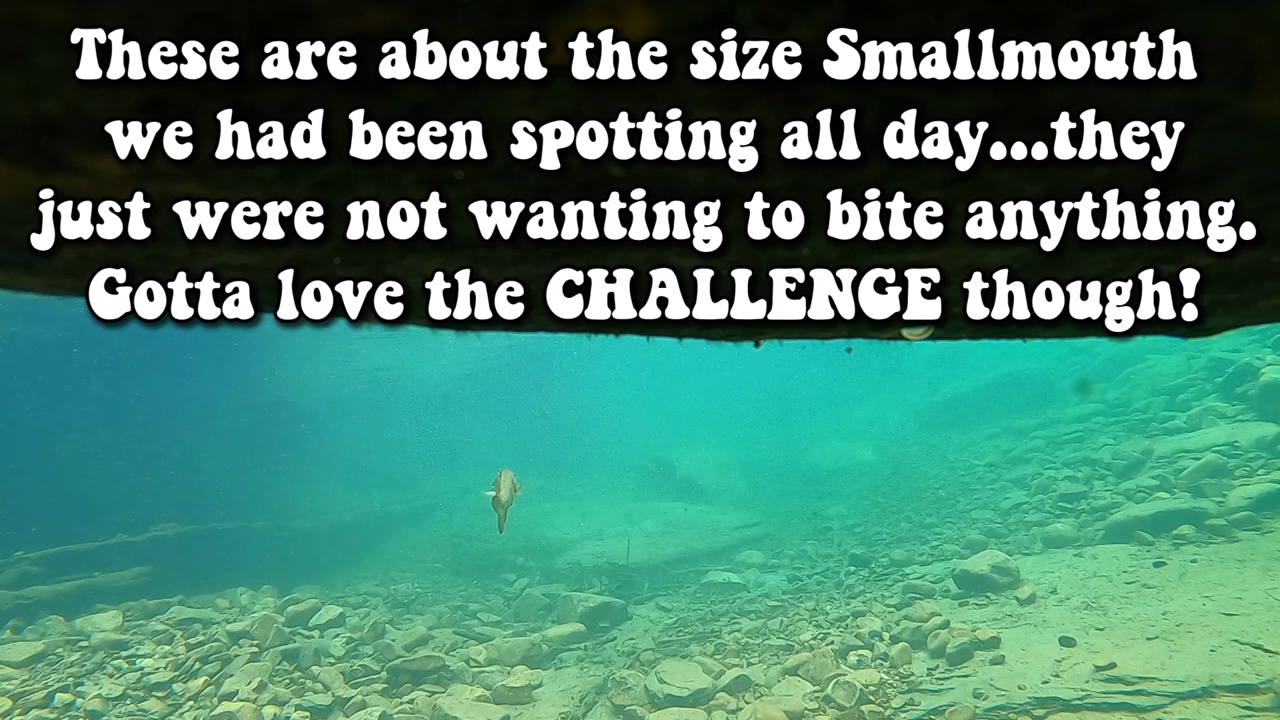 These are about the size Smallmouth
we had been spotting all day...they
just were not wanting to bite anything.
Gotta love the CHALLENGE though!